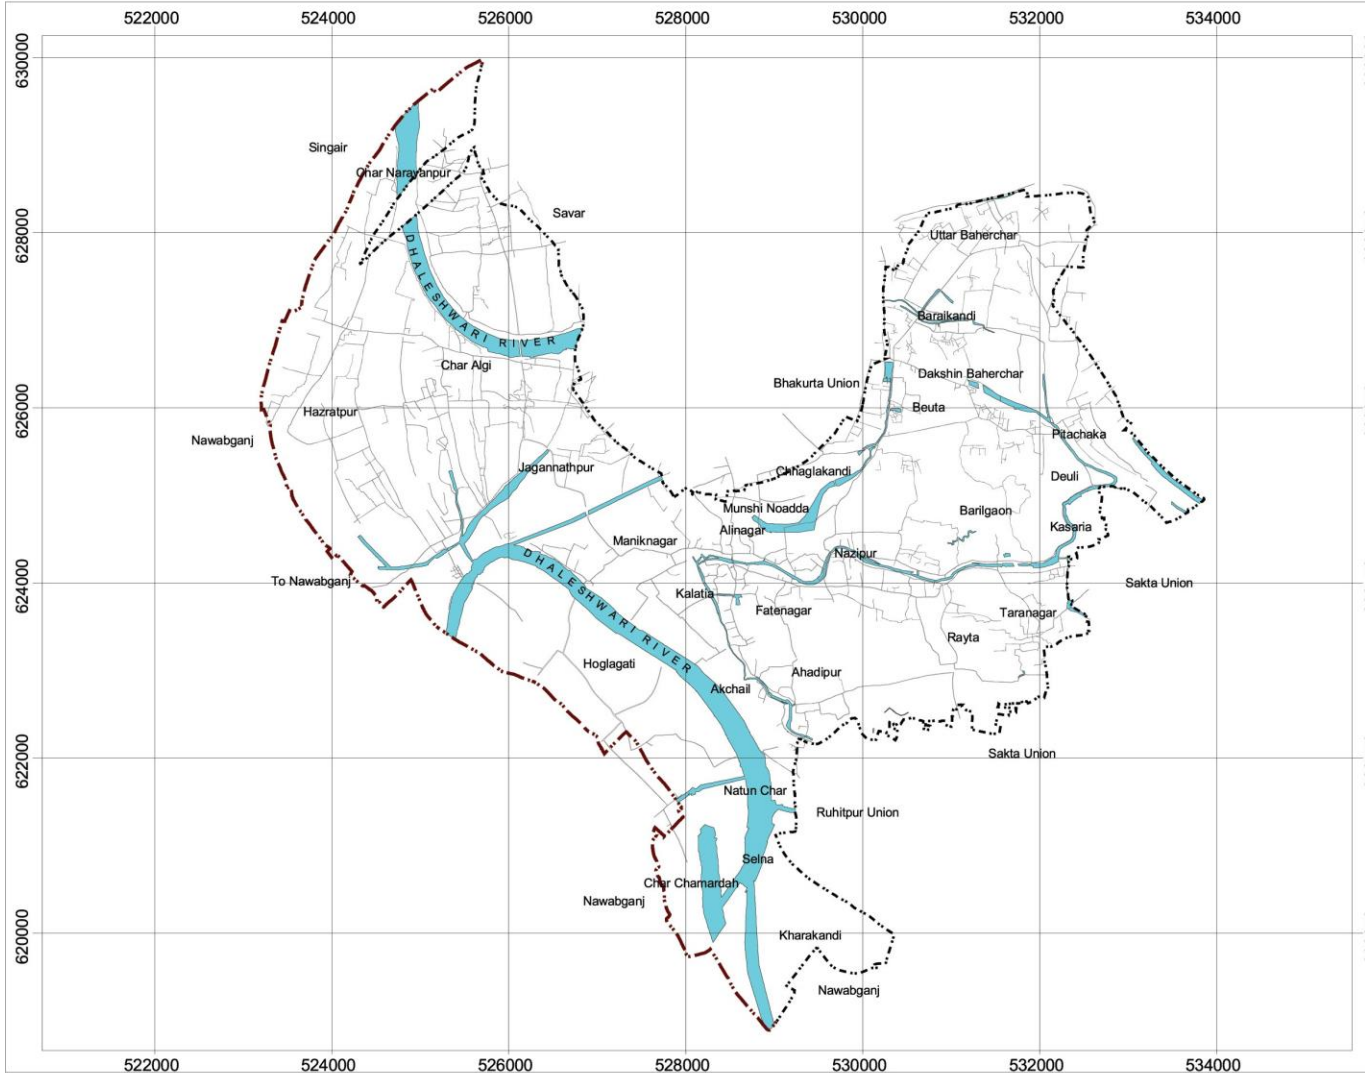 522000
524000
526000
528000
530000
532000
534000
630000
628000
626000
624000
622000
620000
Singair
Char Narayanpur
Savar
Uttar Baherchar
DHALESHWARI RIVER
Baraikandi
Char Algi
Dakshin Baherchar
Bhakurta Union
Beuta
Hazratpur
Nawabganj
Pitachaka
Jagannathpur
Chhaglakandi
Deuli
Munshi Noadda
Barilgaon
Alinagar
Kasaria
Maniknagar
Nazipur
To Nawabganj
Sakta Union
DHALESHWARI RIVER
Kalatia
Fatenagar
Taranagar
Rayta
Hoglagati
Ahadipur
Akchail
Sakta Union
Natun Char
Ruhitpur Union
Selna
Char Chamardah
Nawabganj
Kharakandi
Nawabganj
522000
524000
526000
528000
530000
532000
534000